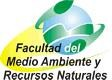 Facultad del
Medio Ambiente y
Recursos Naturales